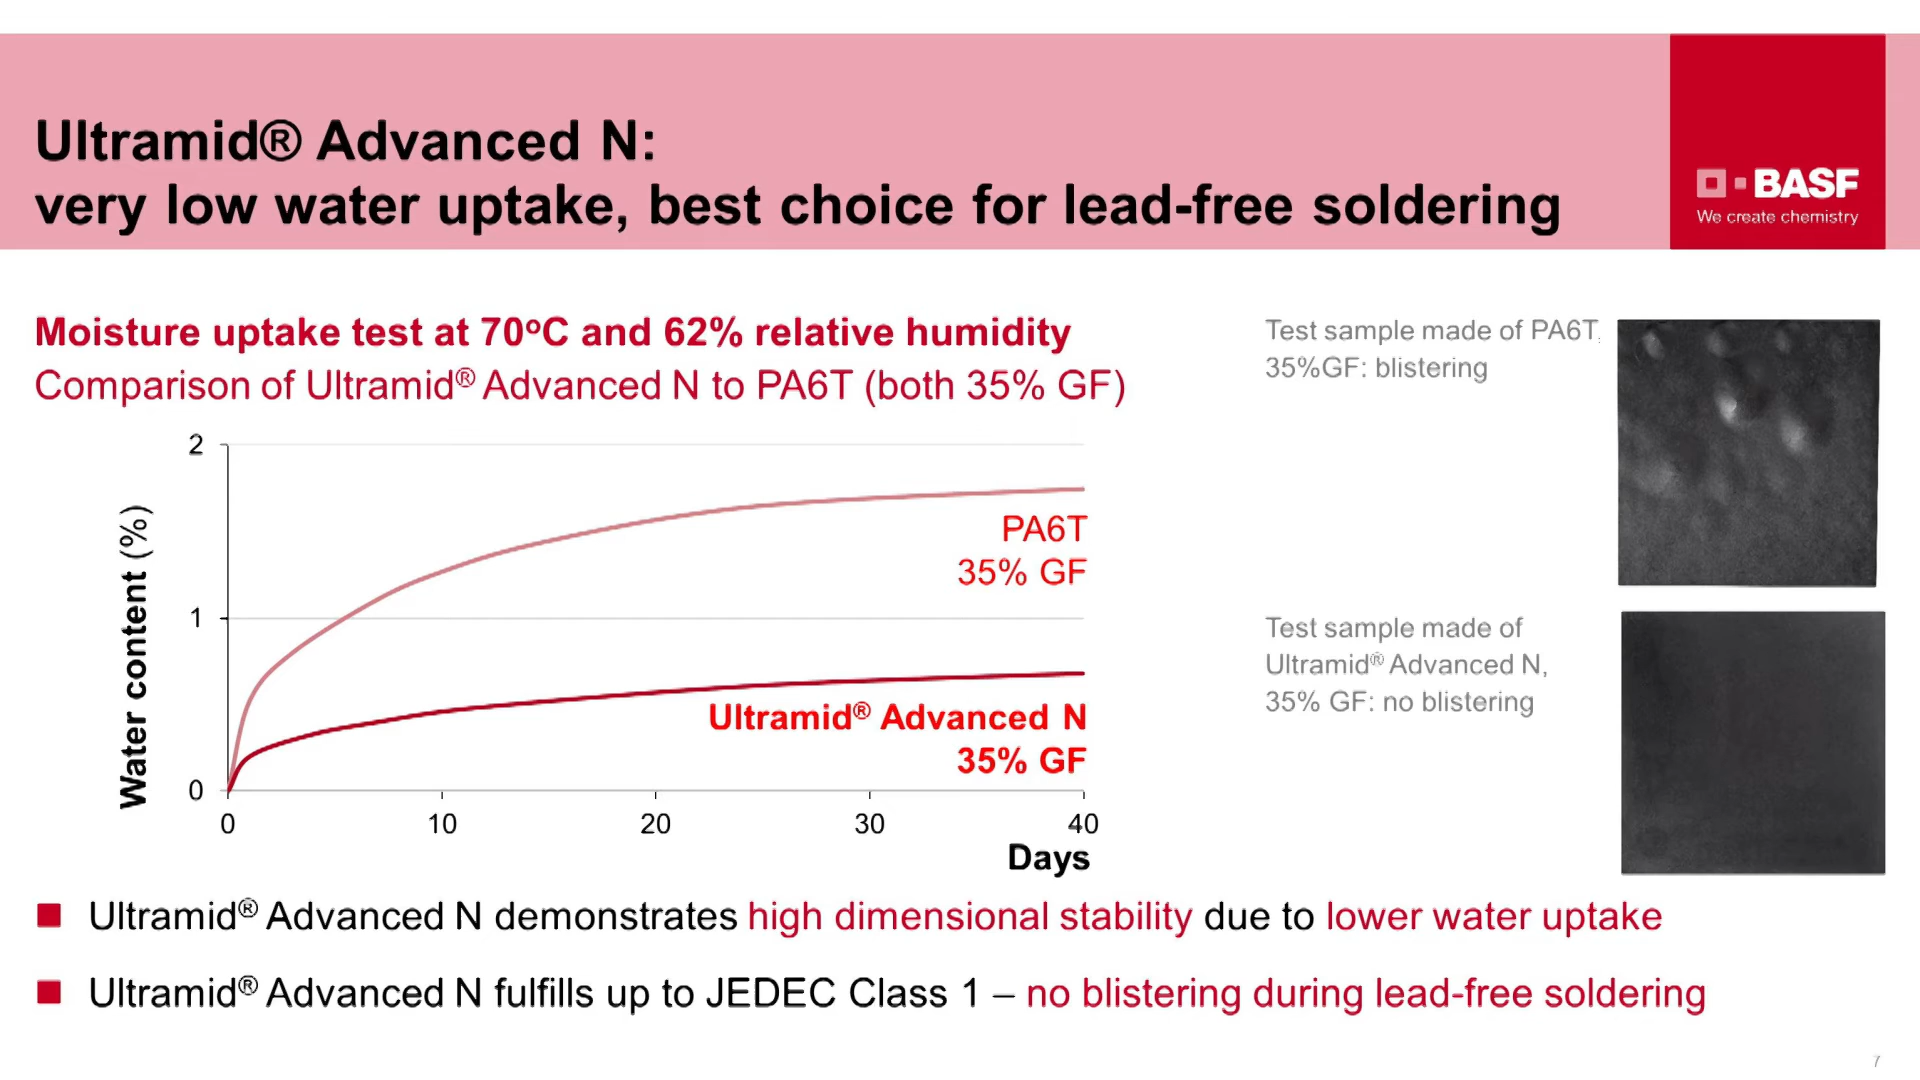 Ultramid® Advanced N:
very low water uptake, best choice for lead-free soldering
BASF
We create chemistry
Moisture uptake test at 70ºC and 62% relative humidity
Comparison of Ultramid® Advanced N to PA6T (both 35% GF)
Test sample made of PA6T,
35%GF: blistering
2
1
0
Water content (%)
PA6T
35% GF
Ultramid® Advanced N
35% GF
0 10 20 30 40
Days
Test sample made of
Ultramid® Advanced N,
35% GF: no blistering
Ultramid® Advanced N demonstrates high dimensional stability due to lower water uptake
Ultramid® Advanced N fulfills up to JEDEC Class 1 – no blistering during lead-free soldering
7